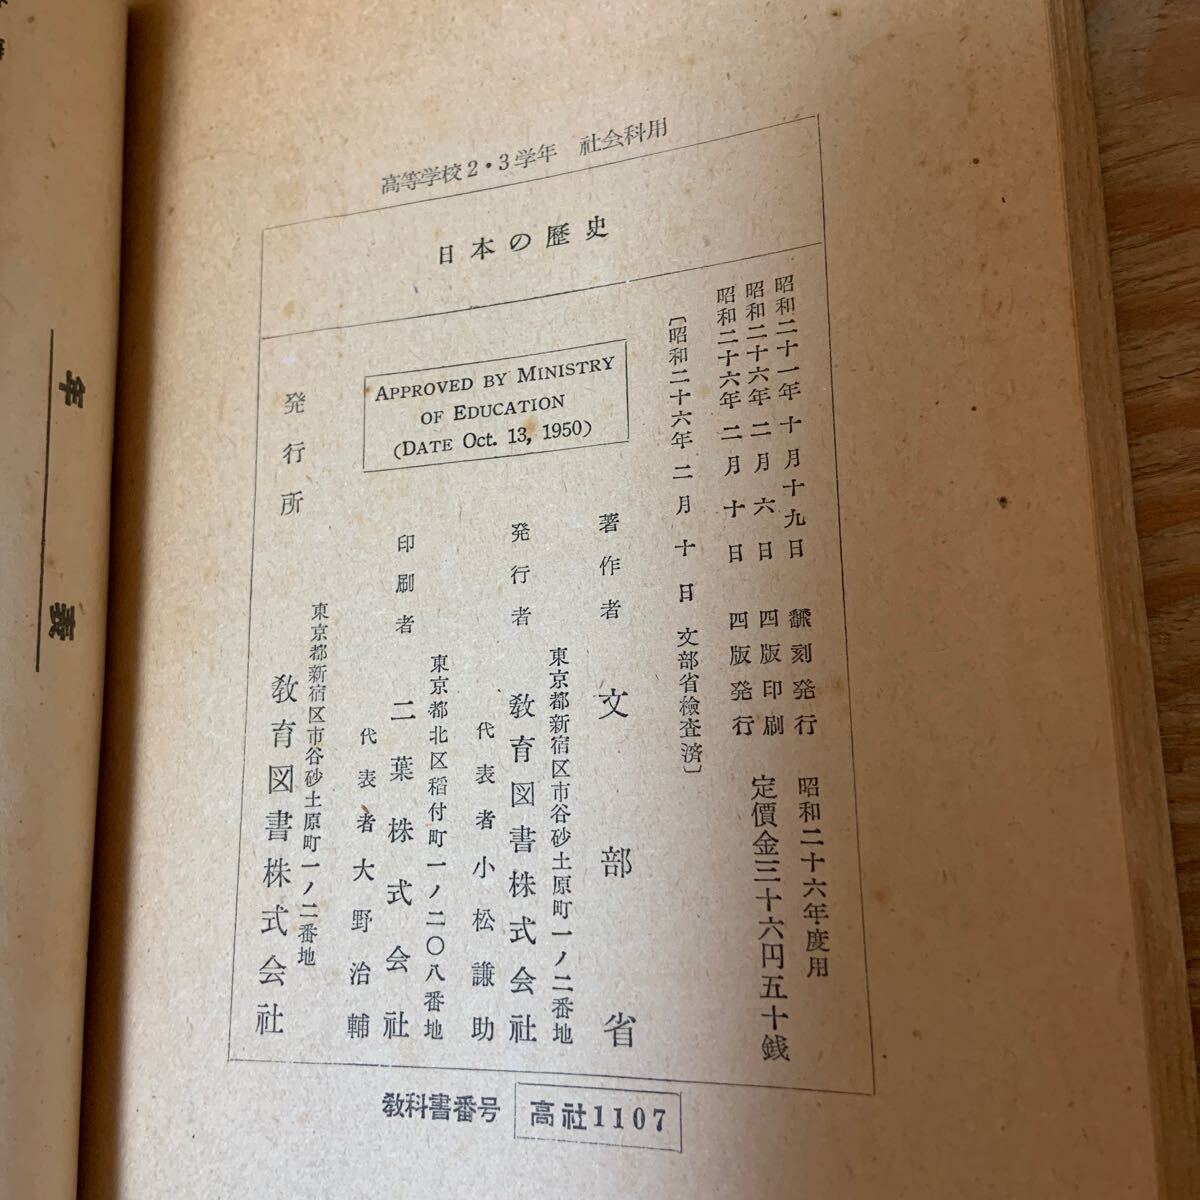 高等学校2・3学年 社会科用
日本の歴史
昭和二十一年十月十九日 飜刻発行
昭和二十六年二月六日 四版印刷
昭和二十六年二月十日 四版発行
〔昭和二十六年二月十日 文部省検査済〕
昭和二十六年度用
定價金三十六円五十銭
APPROVED BY MINISTRY
OF EDUCATION
(DATE Oct. 13, 1950)
著作者 文部省
東京都新宿区市谷砂土原町一ノ二番地
発行者 教育図書株式会社
代表者 小松謙助
東京都北区稲付町一ノ二〇八番地
印刷者 二葉株式会社
代表者 大野治輔
東京都新宿区市谷砂土原町一ノ二番地
発行所 教育図書株式会社
教科書番号 高社1107
年表